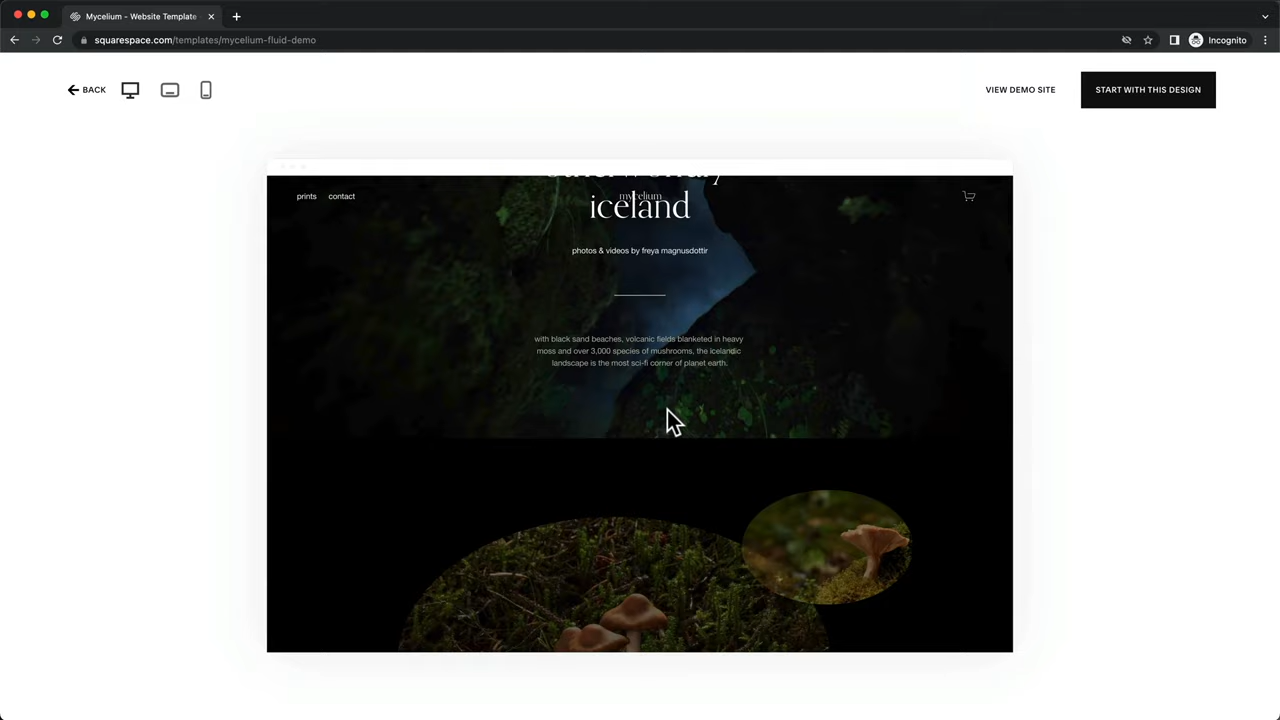 Mycelium - Website Template
squarespace.com/templates/mycelium-fluid-demo
Incognito
BACK
VIEW DEMO SITE
START WITH THIS DESIGN
otherworldly
prints
contact
mycelium
iceland
photos & videos by freya magnusdottir
with black sand beaches, volcanic fields blanketed in heavy
moss and over 3,000 species of mushrooms, the icelandic
landscape is the most sci-fi corner of planet earth.